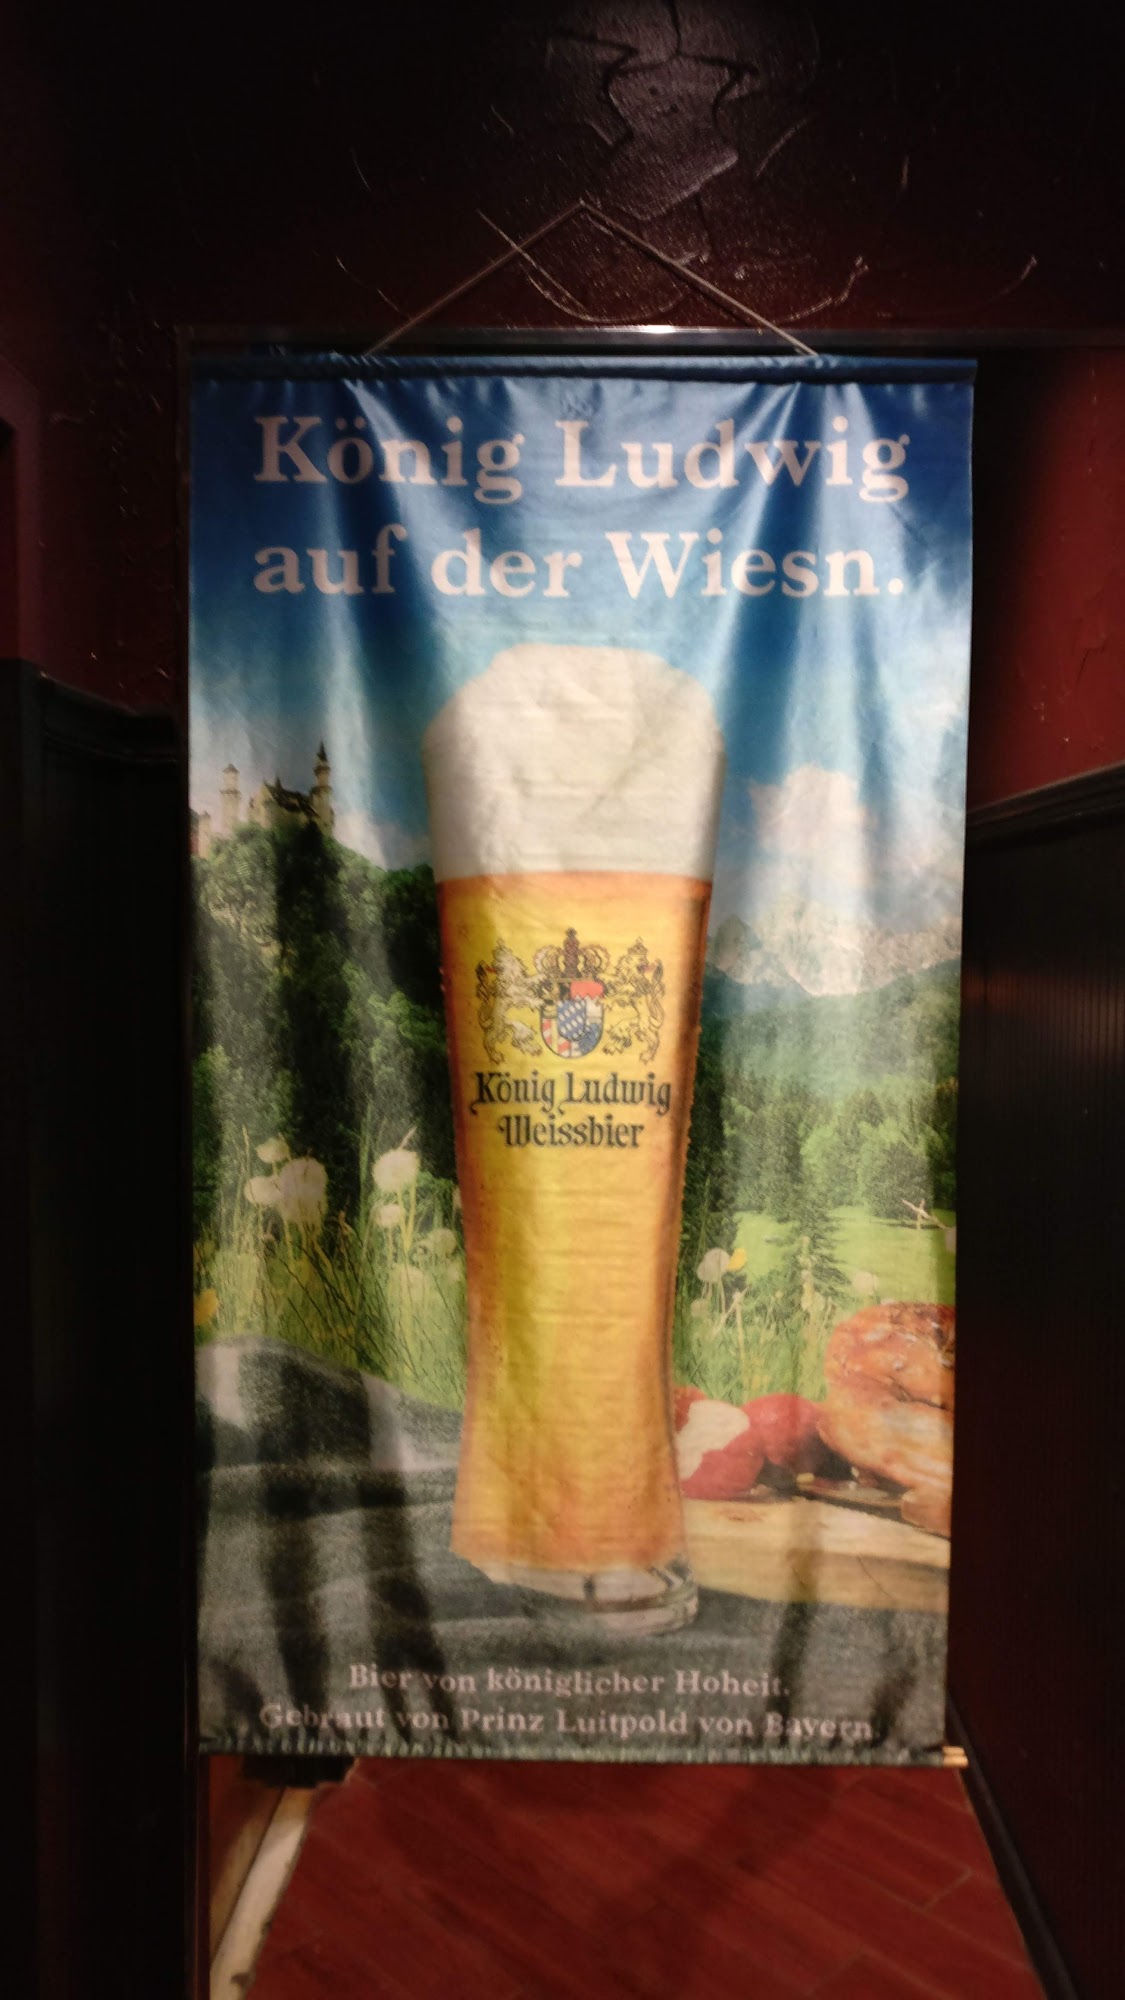 König Ludwig
auf der Wiesn.
König Ludwig
Weissbier
Bier von königlicher Hoheit.
Gebraut von Prinz Luitpold von Bayern.